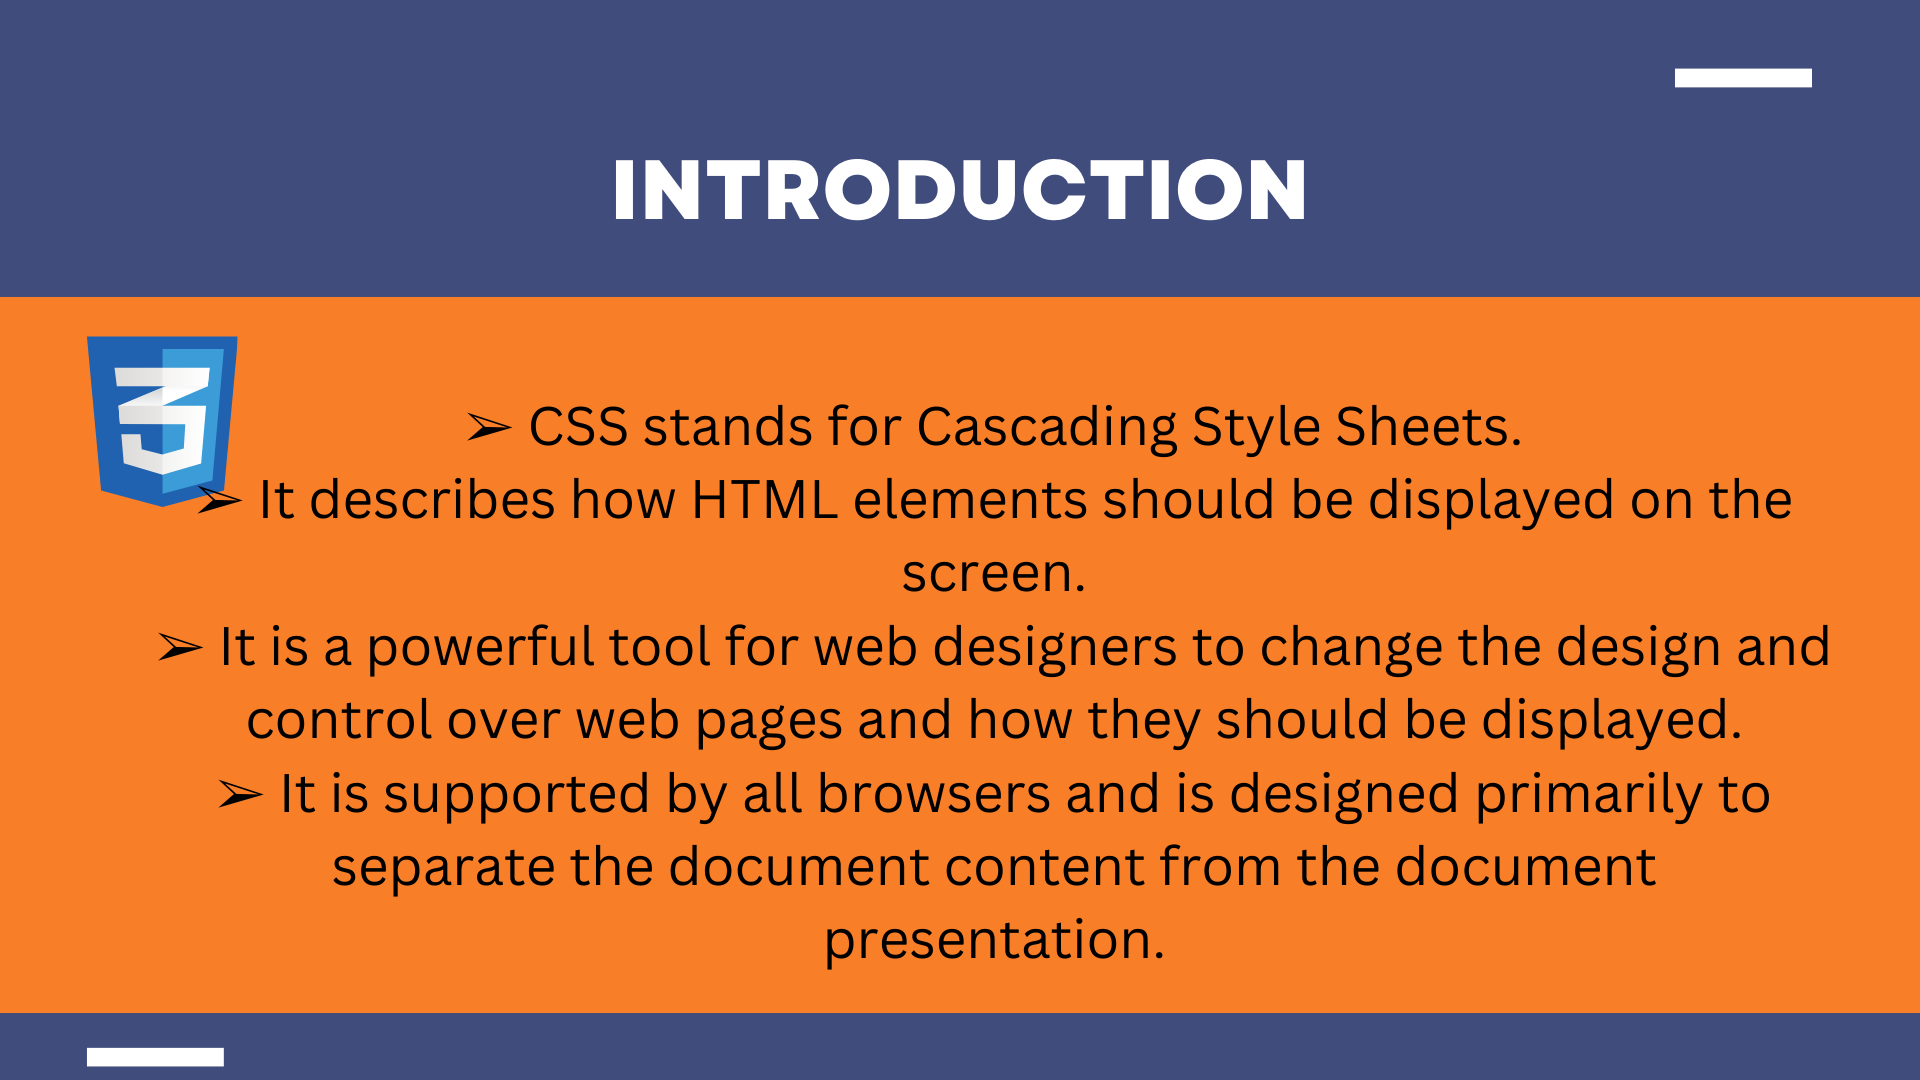 INTRODUCTION
➢ CSS stands for Cascading Style Sheets.
➢ It describes how HTML elements should be displayed on the
screen.
➢ It is a powerful tool for web designers to change the design and
control over web pages and how they should be displayed.
➢ It is supported by all browsers and is designed primarily to
separate the document content from the document
presentation.